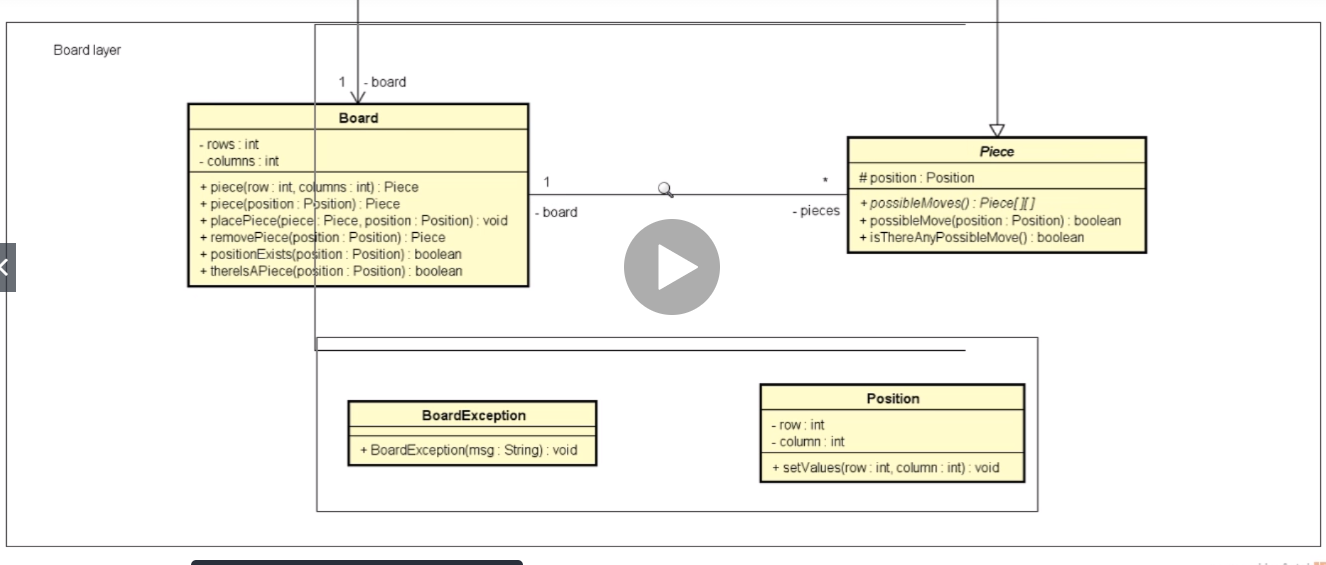 Board layer
1 - board
Board
- rows : int
- columns : int
+ piece(row : int, columns : int) : Piece
+ piece(position : Position) : Piece
+ placePiece(piece : Piece, position : Position) : void
+ removePiece(position : Position) : Piece
+ positionExists(position : Position) : boolean
+ thereIsAPiece(position : Position) : boolean
1
- board
*
- pieces
Piece
# position : Position
+ possibleMoves() : Piece[][]
+ possibleMove(position : Position) : boolean
+ isThereAnyPossibleMove() : boolean
BoardException
+ BoardException(msg : String) : void
Position
- row : int
- column : int
+ setValues(row : int, column : int) : void